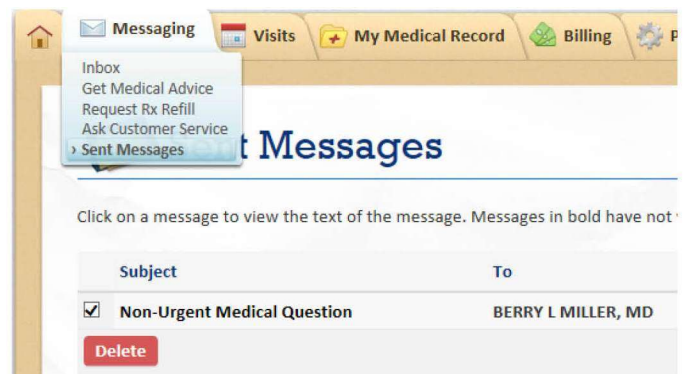 Messaging Visits My Medical Record Billing
Inbox
Get Medical Advice
Request Rx Refill
Ask Customer Service
› Sent Messages
t Messages
Click on a message to view the text of the message. Messages in bold have not
Subject To
Non-Urgent Medical Question BERRY L MILLER, MD
Delete